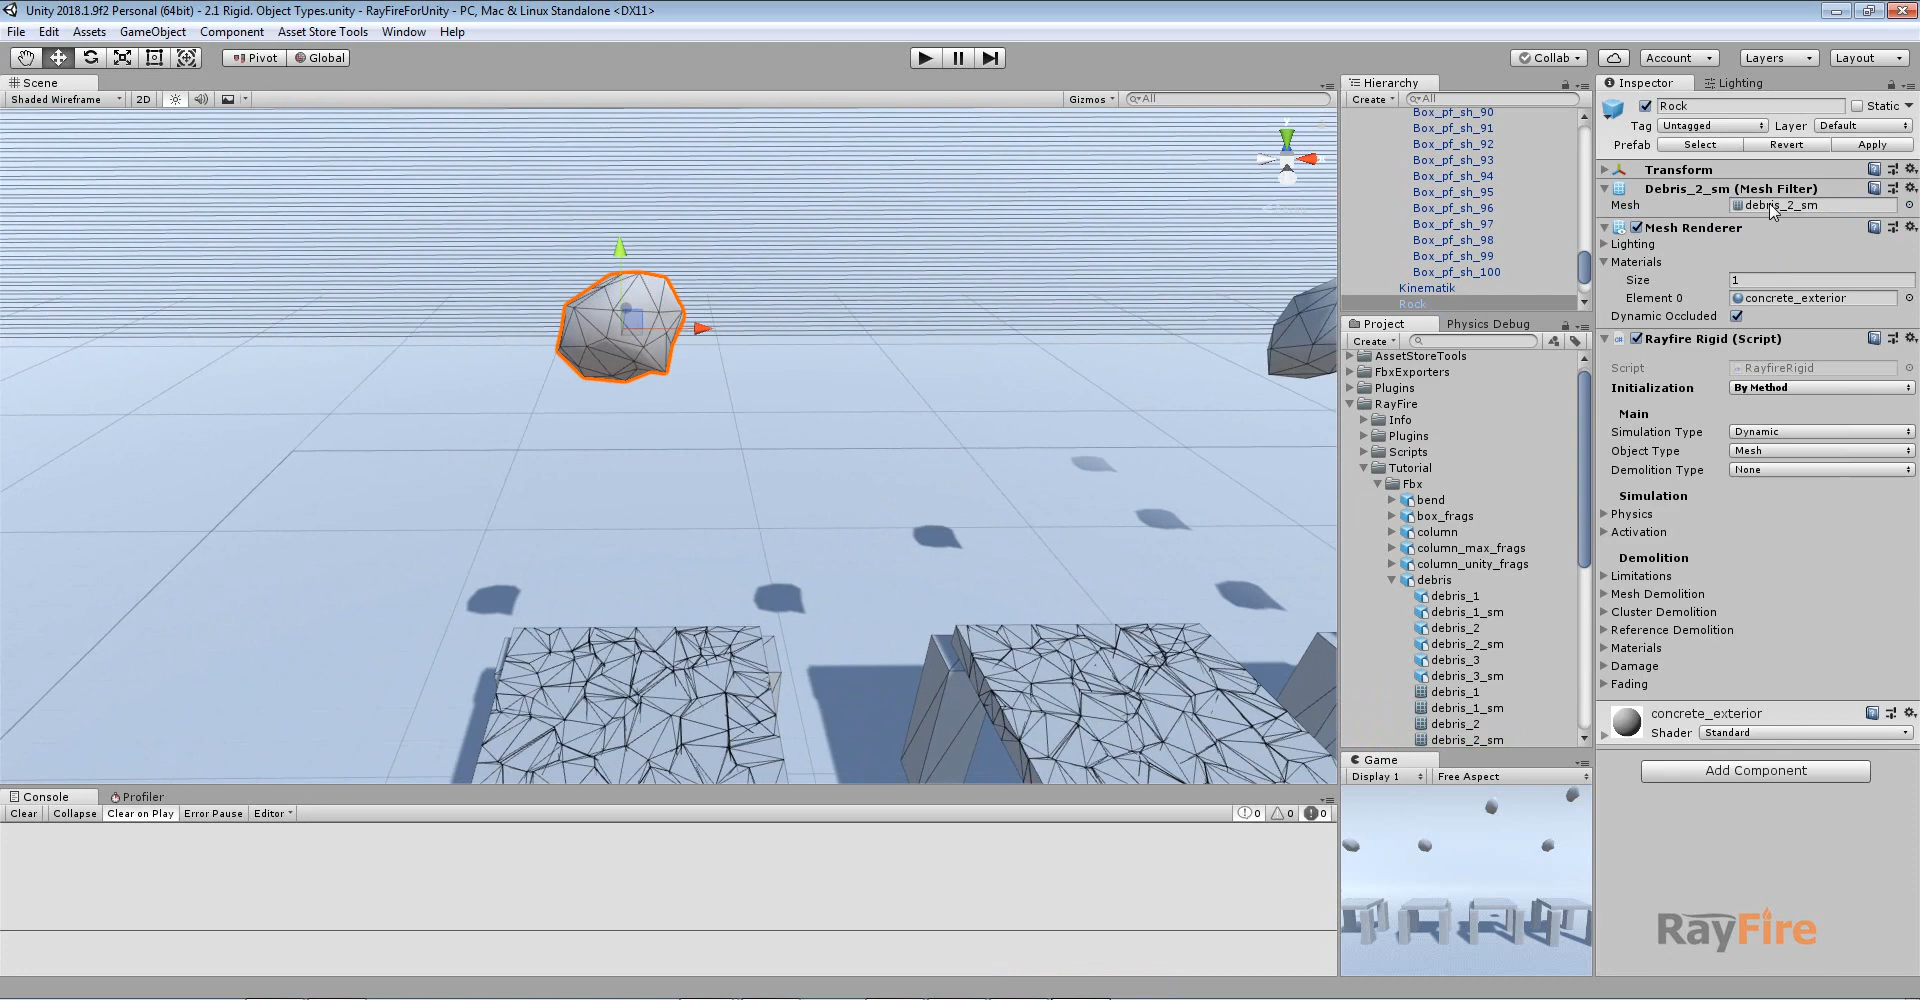 Unity 2018.1.9f2 Personal (64bit) - 2.1 Rigid. Object Types.unity - RayFireForUnity - PC, Mac & Linux Standalone <DX11>
File Edit Assets GameObject Component Asset Store Tools Window Help
Pivot Global Collab Account Layers Layout
Scene
Shaded Wireframe 2D Gizmos All
Hierarchy
Create All
Box_pf_sh_90
Box_pf_sh_91
Box_pf_sh_92
Box_pf_sh_93
Box_pf_sh_94
Box_pf_sh_95
Box_pf_sh_96
Box_pf_sh_97
Box_pf_sh_98
Box_pf_sh_99
Box_pf_sh_100
Kinematik
Rock
Project Physics Debug
Create
AssetStoreTools
FbxExporters
Plugins
RayFire
Info
Plugins
Scripts
Tutorial
Fbx
bend
box_frags
column
column_max_frags
column_unity_frags
debris
debris_1
debris_1_sm
debris_2
debris_2_sm
debris_3
debris_3_sm
debris_1
debris_1_sm
debris_2
debris_2_sm
Game
Display 1 Free Aspect
Inspector Lighting
Rock Static
Tag Untagged Layer Default
Prefab Select Revert Apply
Transform
Debris_2_sm (Mesh Filter)
Mesh debris_2_sm
Mesh Renderer
Lighting
Materials
Size 1
Element 0 concrete_exterior
Dynamic Occluded
Rayfire Rigid (Script)
Script RayfireRigid
Initialization By Method
Main
Simulation Type Dynamic
Object Type Mesh
Demolition Type None
Simulation
Physics
Activation
Demolition
Limitations
Mesh Demolition
Cluster Demolition
Reference Demolition
Materials
Damage
Fading
concrete_exterior
Shader Standard
Add Component
RayFire
Console Profiler
Clear Collapse Clear on Play Error Pause Editor 0 0 0